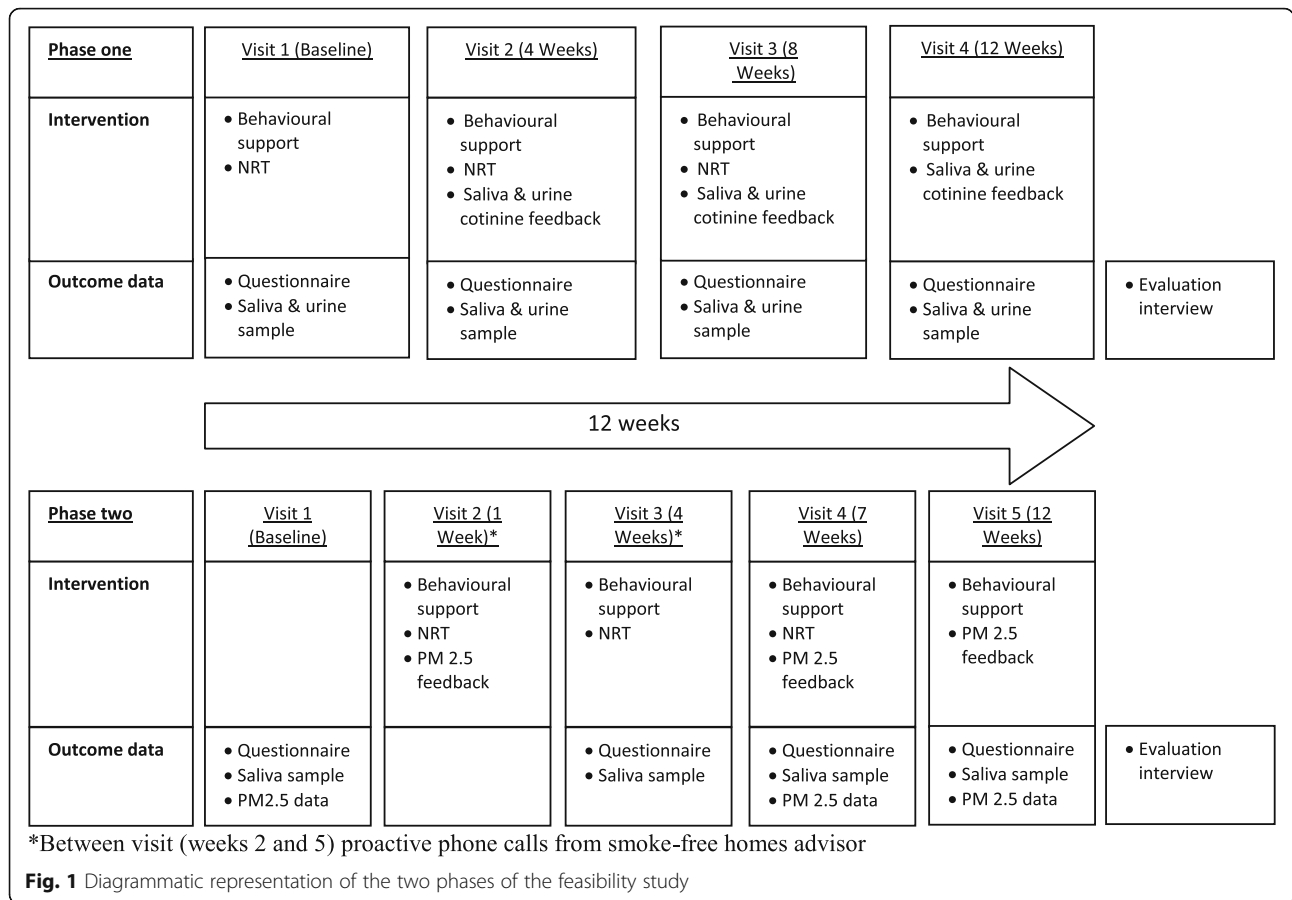 Phase one
Visit 1 (Baseline)
Visit 2 (4 Weeks)
Visit 3 (8
Weeks)
Visit 4 (12 Weeks)
Intervention
• Behavioural
support
• NRT
• Behavioural
support
• NRT
• Saliva & urine
cotinine feedback
• Behavioural
support
• NRT
• Saliva & urine
cotinine feedback
• Behavioural
support
• Saliva & urine
cotinine feedback
Outcome data
• Questionnaire
• Saliva & urine
sample
• Questionnaire
• Saliva & urine
sample
• Questionnaire
• Saliva & urine
sample
• Questionnaire
• Saliva & urine
sample
• Evaluation
interview
12 weeks
Phase two
Visit 1
(Baseline)
Visit 2 (1
Week)*
Visit 3 (4
Weeks)*
Visit 4 (7
Weeks)
Visit 5 (12
Weeks)
Intervention
• Behavioural
support
• NRT
• PM 2.5
feedback
• Behavioural
support
• NRT
• Behavioural
support
• NRT
• PM 2.5
feedback
• Behavioural
support
• PM 2.5
feedback
Outcome data
• Questionnaire
• Saliva sample
• PM2.5 data
• Questionnaire
• Saliva sample
• Questionnaire
• Saliva sample
• PM 2.5 data
• Questionnaire
• Saliva sample
• PM 2.5 data
• Evaluation
interview
*Between visit (weeks 2 and 5) proactive phone calls from smoke-free homes advisor
Fig. 1 Diagrammatic representation of the two phases of the feasibility study